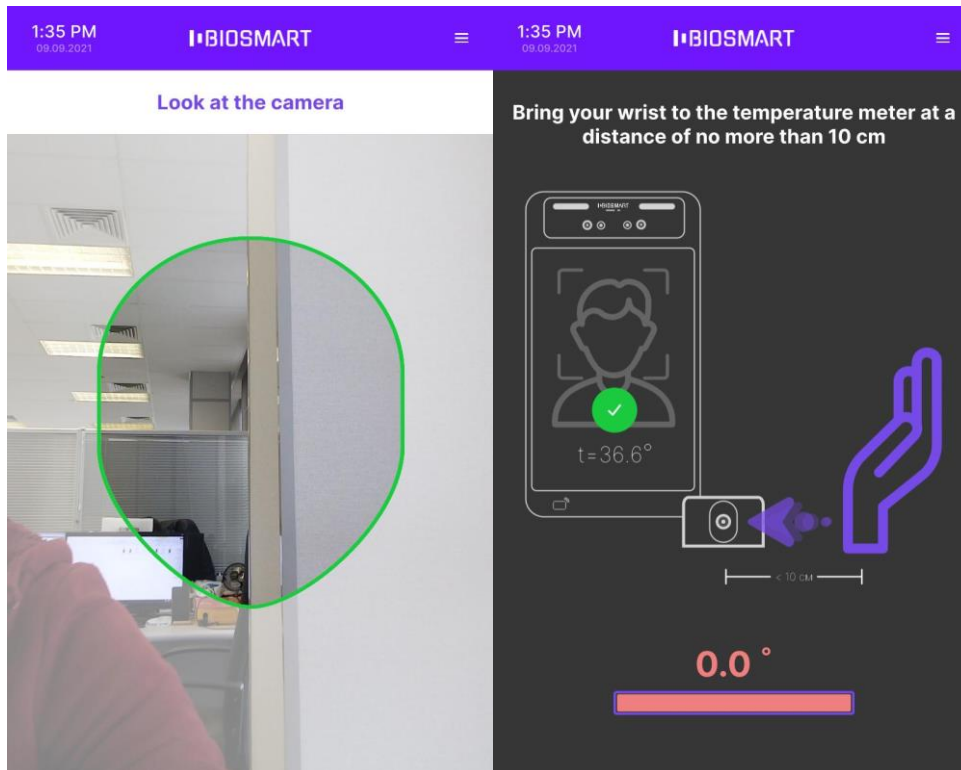 1:35 PM
09.09.2021
BIOSMART
Look at the camera
1:35 PM
09.09.2021
BIOSMART
Bring your wrist to the temperature meter at a
distance of no more than 10 cm
BIOSMART
t=36.6°
< 10 см
0.0 °